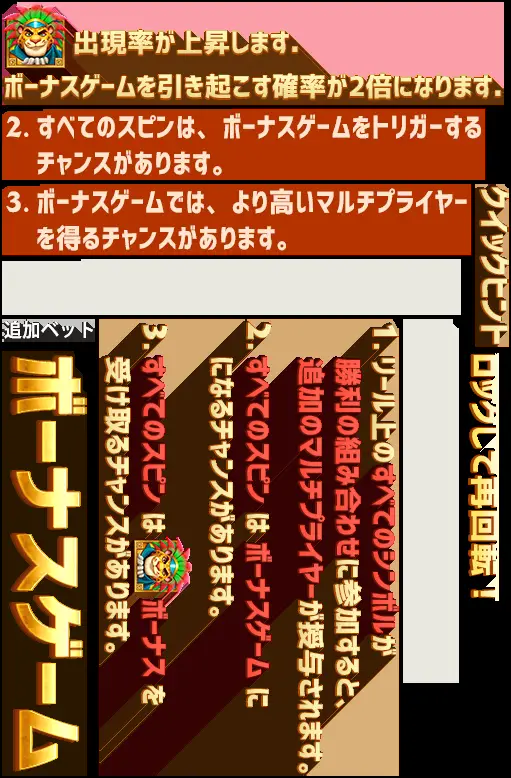 出現率が上昇します.
ボーナスゲームを引き起こす確率が2倍になります.
2. すべてのスピンは、ボーナスゲームをトリガーする
チャンスがあります。
3. ボーナスゲームでは、より高いマルチプライヤー
を得るチャンスがあります。
クイックヒント
追加ベット
ロックして再回転!
1. リール上のすべてのシンボルが
勝利の組み合わせに参加すると、
追加のマルチプライヤーが授与されます。
2. すべてのスピン は ボーナスゲーム に
になるチャンスがあります。
3. すべてのスピン は ボーナス を
受け取るチャンスがあります。
ボーナスゲーム